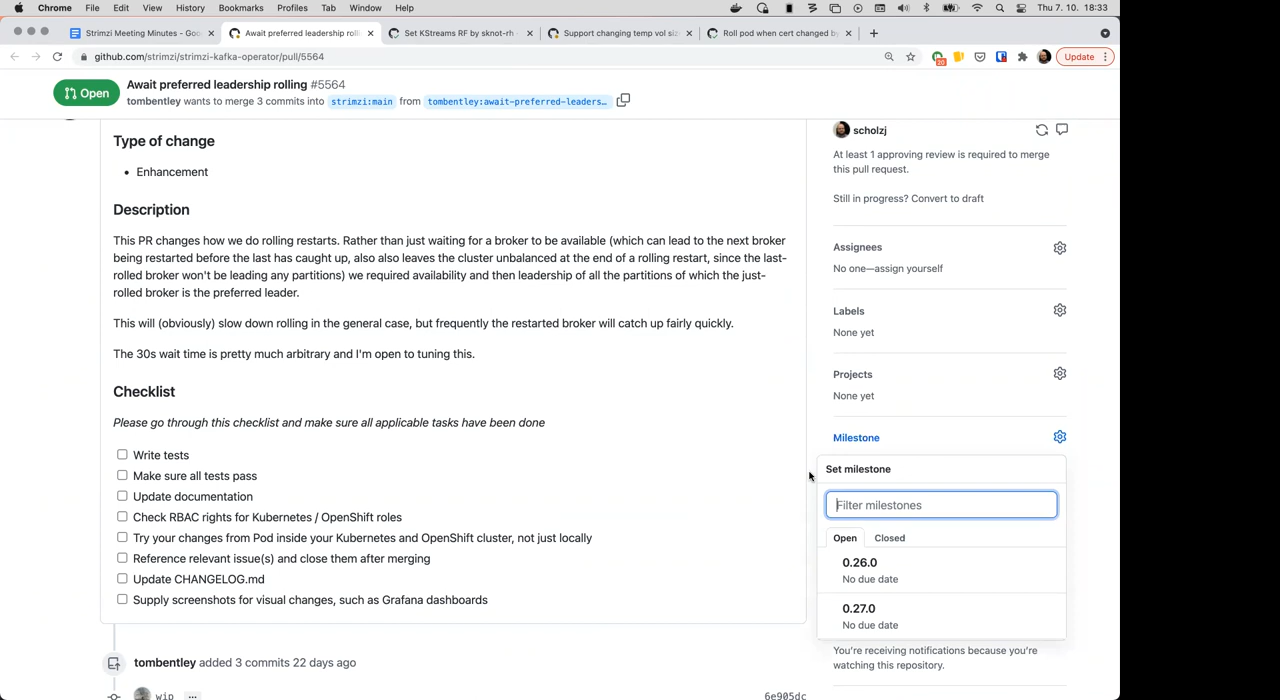 Chrome File Edit View History Bookmarks Profiles Tab Window Help Thu 7. 10. 18:33
Strimzi Meeting Minutes - Goo
Await preferred leadership rolli
Set KStreams RF by sknot-rh ·
Support changing temp vol siz
Roll pod when cert changed by
github.com/strimzi/strimzi-kafka-operator/pull/5564
20
Update
Open
Await preferred leadership rolling #5564
tombentley wants to merge 3 commits into strimzi:main from tombentley:await-preferred-leaders…
Type of change
• Enhancement
Description
This PR changes how we do rolling restarts. Rather than just waiting for a broker to be available (which can lead to the next broker
being restarted before the last has caught up, also also leaves the cluster unbalanced at the end of a rolling restart, since the last-
rolled broker won't be leading any partitions) we required availability and then leadership of all the partitions of which the just-
rolled broker is the preferred leader.
This will (obviously) slow down rolling in the general case, but frequently the restarted broker will catch up fairly quickly.
The 30s wait time is pretty much arbitrary and I'm open to tuning this.
Checklist
Please go through this checklist and make sure all applicable tasks have been done
Write tests
Make sure all tests pass
Update documentation
Check RBAC rights for Kubernetes / OpenShift roles
Try your changes from Pod inside your Kubernetes and OpenShift cluster, not just locally
Reference relevant issue(s) and close them after merging
Update CHANGELOG.md
Supply screenshots for visual changes, such as Grafana dashboards
tombentley added 3 commits 22 days ago
wip … 6e905dc
scholzj
At least 1 approving review is required to merge
this pull request.
Still in progress? Convert to draft
Assignees
No one—assign yourself
Labels
None yet
Projects
None yet
Milestone
Set milestone
Filter milestones
Open Closed
0.26.0
No due date
0.27.0
No due date
You're receiving notifications because you're
watching this repository.